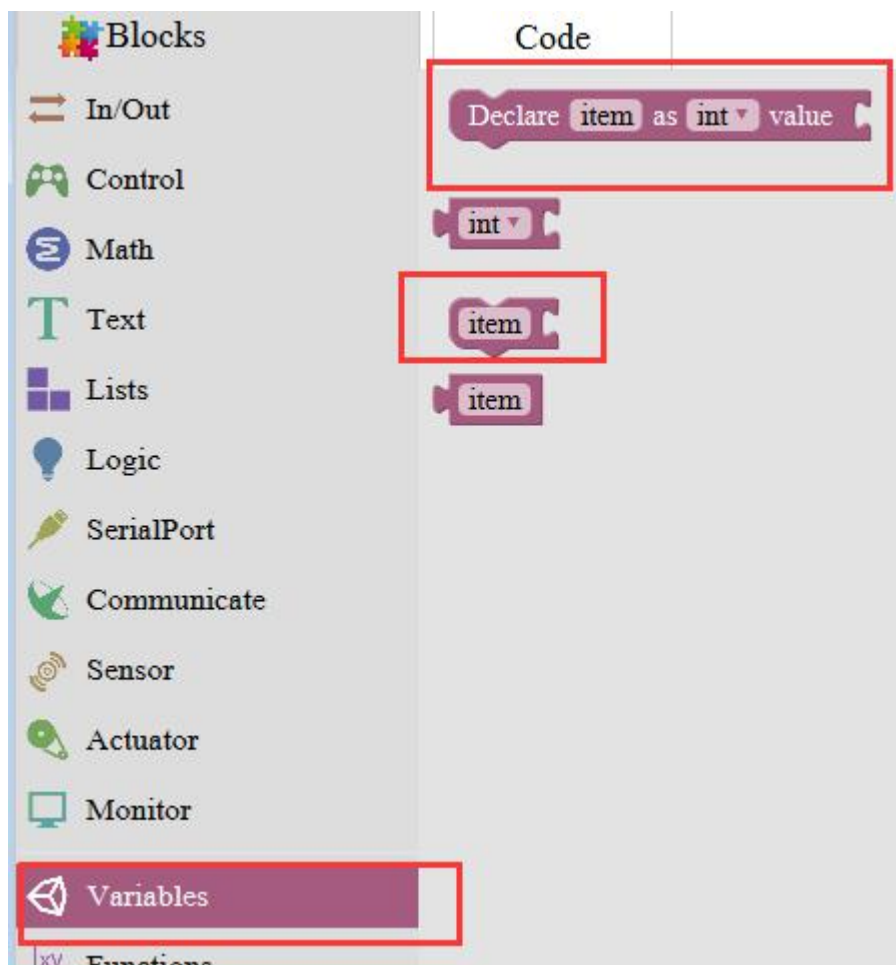 Blocks
Code
In/Out
Control
Math
Text
Lists
Logic
SerialPort
Communicate
Sensor
Actuator
Monitor
Variables
Functions
Declare item as int value
int
item
item